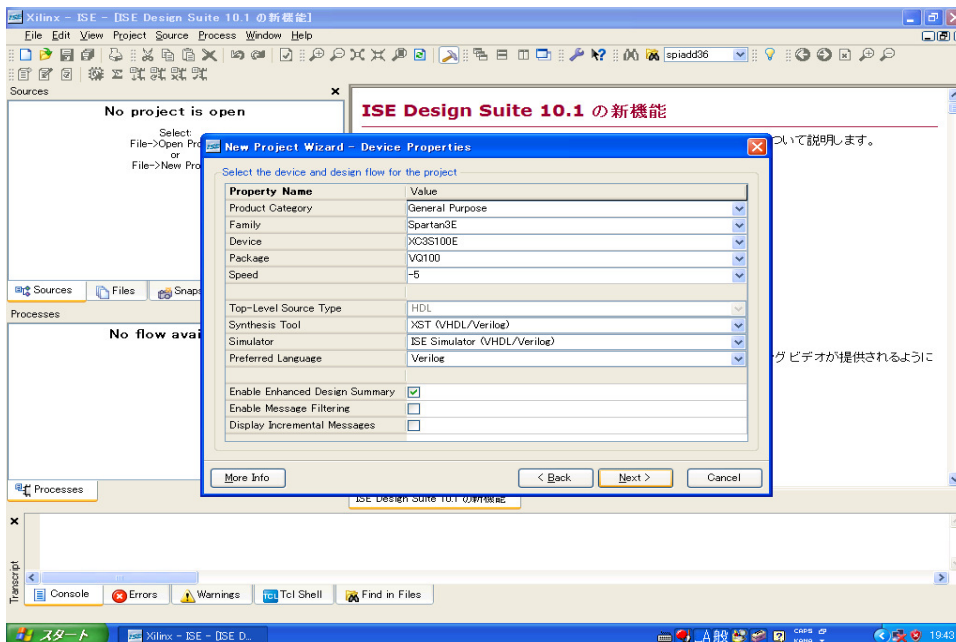 Xilinx - ISE - [ISE Design Suite 10.1 の新機能]
File Edit View Project Source Process Window Help
spiadd36
Sources
No project is open
Select:
File->Open Pro
or
File->New Pro
ISE Design Suite 10.1 の新機能
ついて説明します。
New Project Wizard - Device Properties
Select the device and design flow for the project
Property Name Value
Product Category General Purpose
Family Spartan3E
Device XC3S100E
Package VQ100
Speed -5
Top-Level Source Type HDL
Synthesis Tool XST (VHDL/Verilog)
Simulator ISE Simulator (VHDL/Verilog)
Preferred Language Verilog
Enable Enhanced Design Summary
Enable Message Filtering
Display Incremental Messages
More Info < Back Next > Cancel
Sources Files Snaps
Processes
No flow avai
グ ビデオが提供されるように
Processes
ISE Design Suite 10.1 の新機能
Transcript
Console Errors Warnings Tcl Shell Find in Files
スタート Xilinx - ISE - [ISE D... A 般 CAPS 19:43